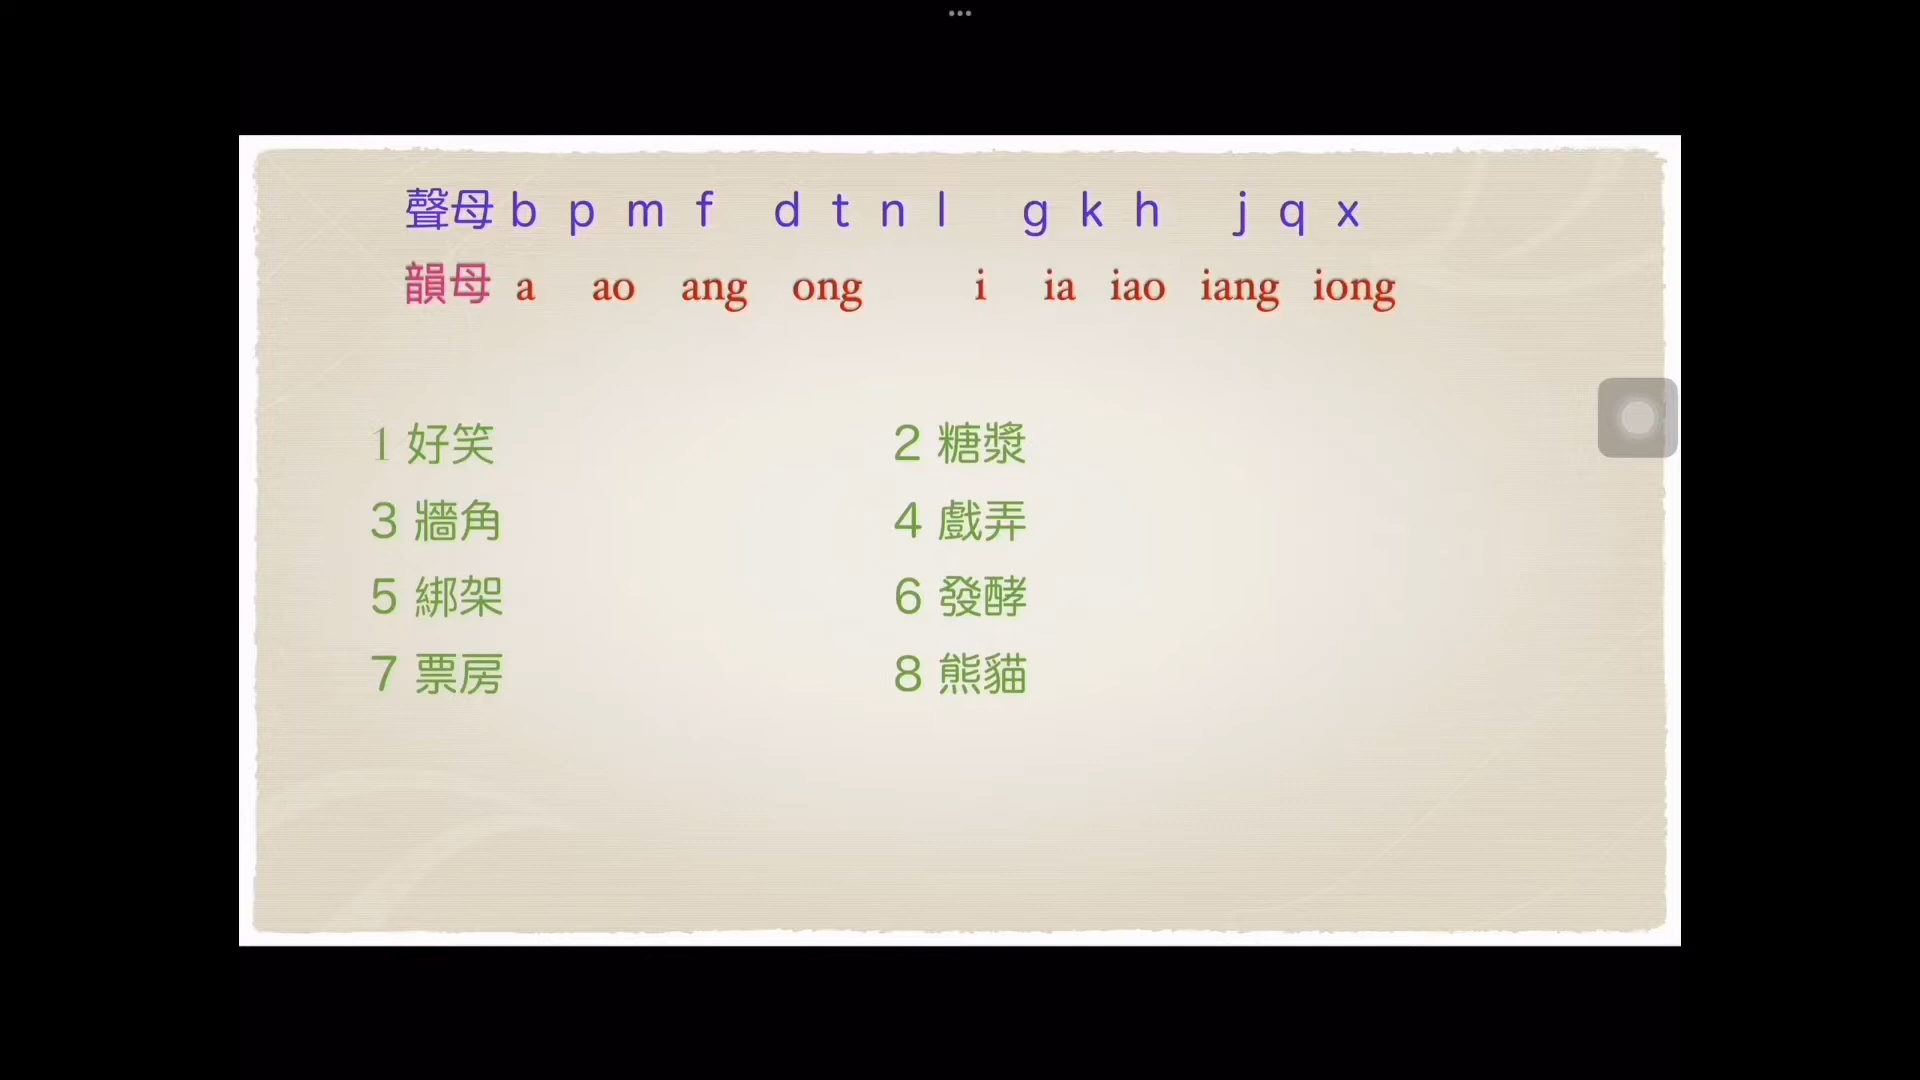 聲母 b p m f d t n l g k h j q x
韻母 a ao ang ong i ia iao iang iong
1 好笑
2 糖漿
3 牆角
4 戲弄
5 綁架
6 發酵
7 票房
8 熊貓